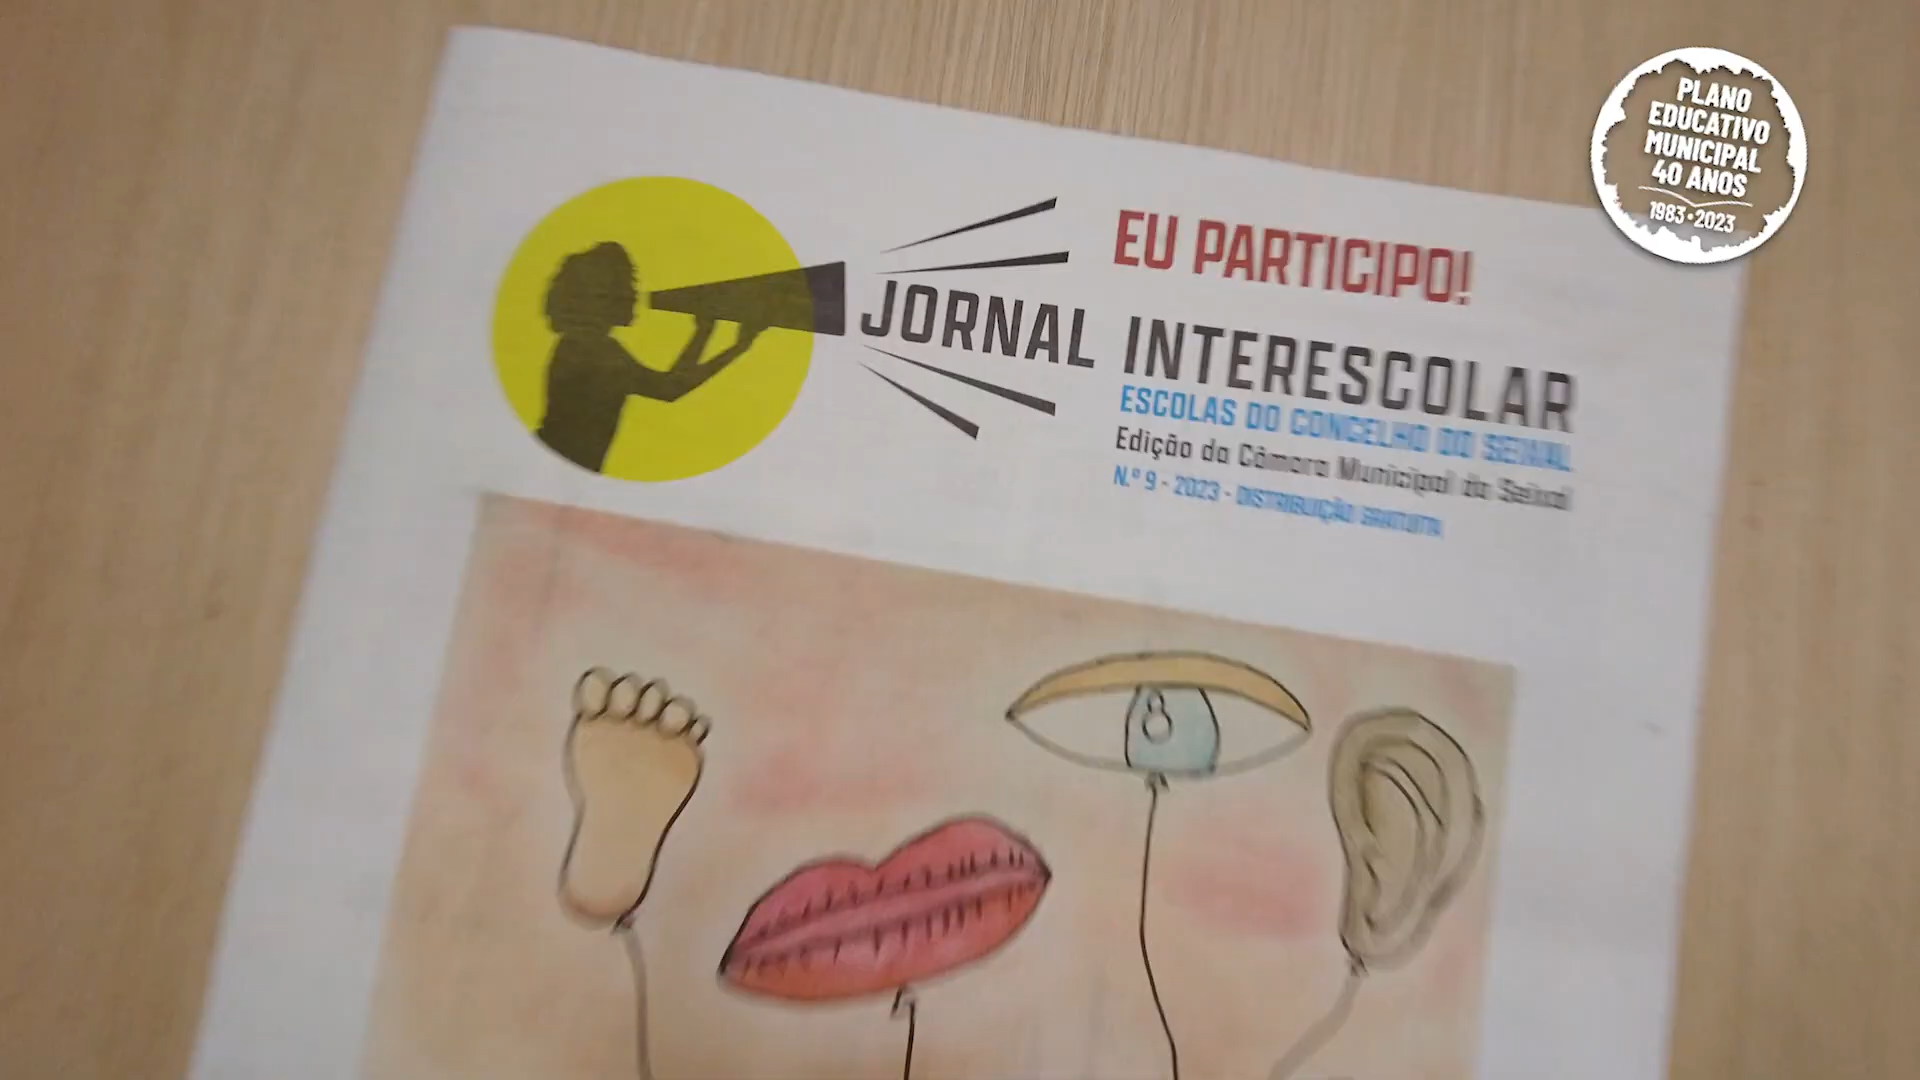 EU PARTICIPO!
JORNAL INTERESCOLAR
ESCOLAS DO CONCELHO DO SEIXAL
Edição da Câmara Municipal do Seixal
N.º 9 - 2023 - DISTRIBUIÇÃO GRATUITA
PLANO
EDUCATIVO
MUNICIPAL
40 ANOS
1983•2023